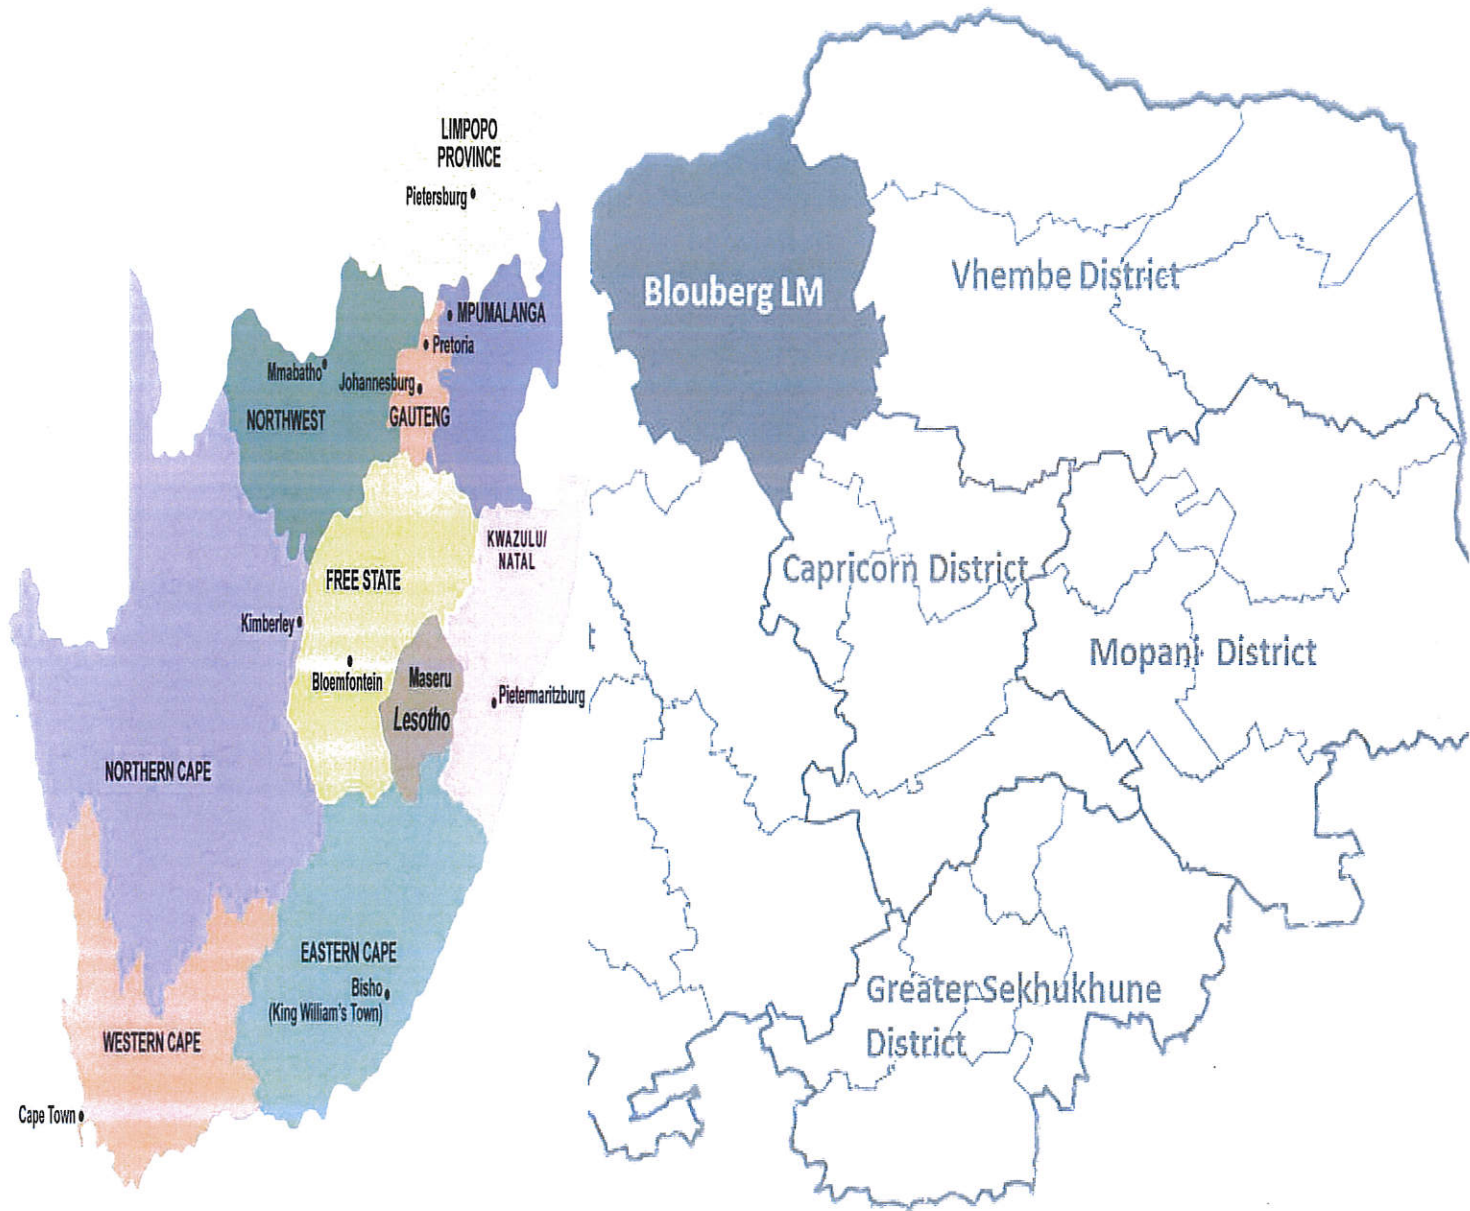 LIMPOPO
PROVINCE
Pietersburg
MPUMALANGA
Pretoria
Mmabatho
Johannesburg
NORTHWEST
GAUTENG
KWAZULU/
NATAL
FREE STATE
Kimberley
Bloemfontein
Maseru
Lesotho
Pietermaritzburg
NORTHERN CAPE
EASTERN CAPE
Bisho
(King William's Town)
WESTERN CAPE
Cape Town
Blouberg LM
Vhembe District
Capricorn District
t
Mopani District
Greater Sekhukhune
District